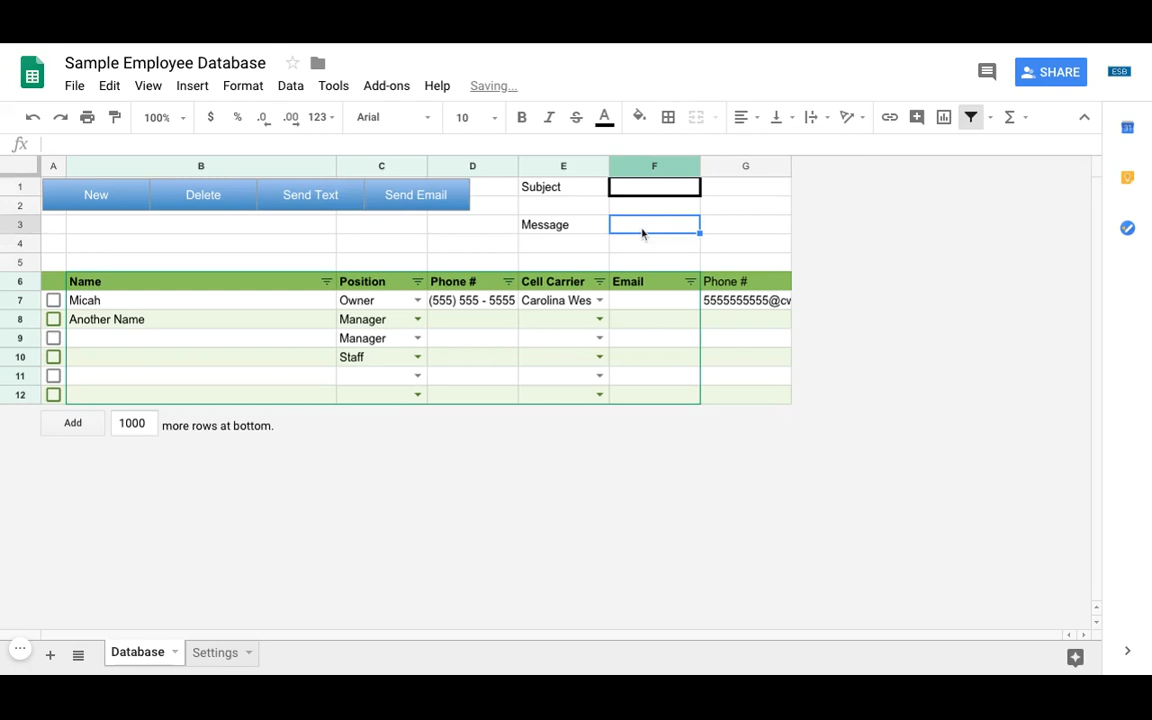 Sample Employee Database
File Edit View Insert Format Data Tools Add-ons Help Saving...
SHARE
ESB
100% $ % .0 .00 123 Arial 10 B I S A
fx
A B C D E F G
1 New Delete Send Text Send Email Subject
2
3 Message
4
5
6 Name Position Phone # Cell Carrier Email Phone #
7 Micah Owner (555) 555 - 5555 Carolina Wes 5555555555@cw
8 Another Name Manager
9 Manager
10 Staff
11
12
Add 1000 more rows at bottom.
Database Settings